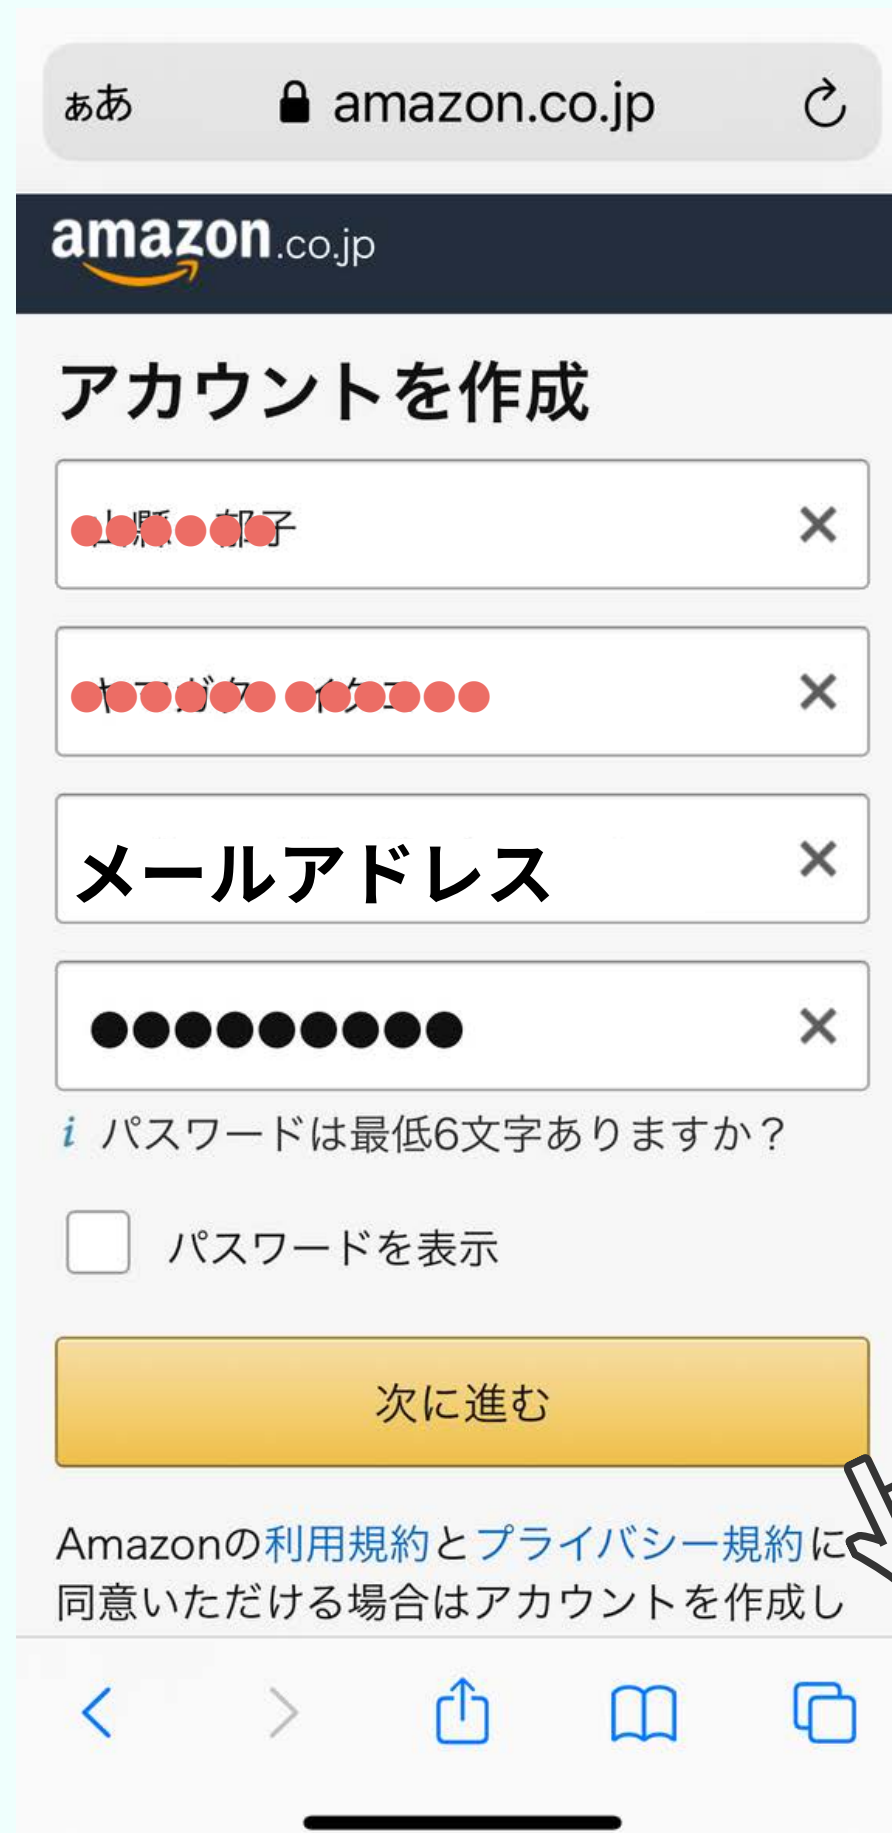 ぁあ amazon.co.jp
amazon.co.jp
アカウントを作成
子
メールアドレス
●●●●●●●●●
i パスワードは最低6文字ありますか？
パスワードを表示
次に進む
Amazonの利用規約とプライバシー規約に
同意いただける場合はアカウントを作成し